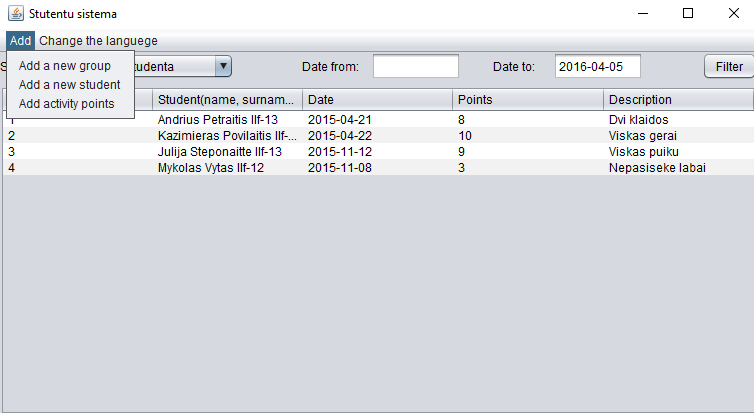 Stutentu sistema
Add Change the languege
Add a new group
Add a new student
Add activity points
S tudenta Date from: Date to: 2016-04-05 Filter
Student(name, surnam... Date Points Description
1 Andrius Petraitis IIf-13 2015-04-21 8 Dvi klaidos
2 Kazimieras Povilaitis IIf-... 2015-04-22 10 Viskas gerai
3 Julija Steponaitte IIf-13 2015-11-12 9 Viskas puiku
4 Mykolas Vytas IIf-12 2015-11-08 3 Nepasiseke labai